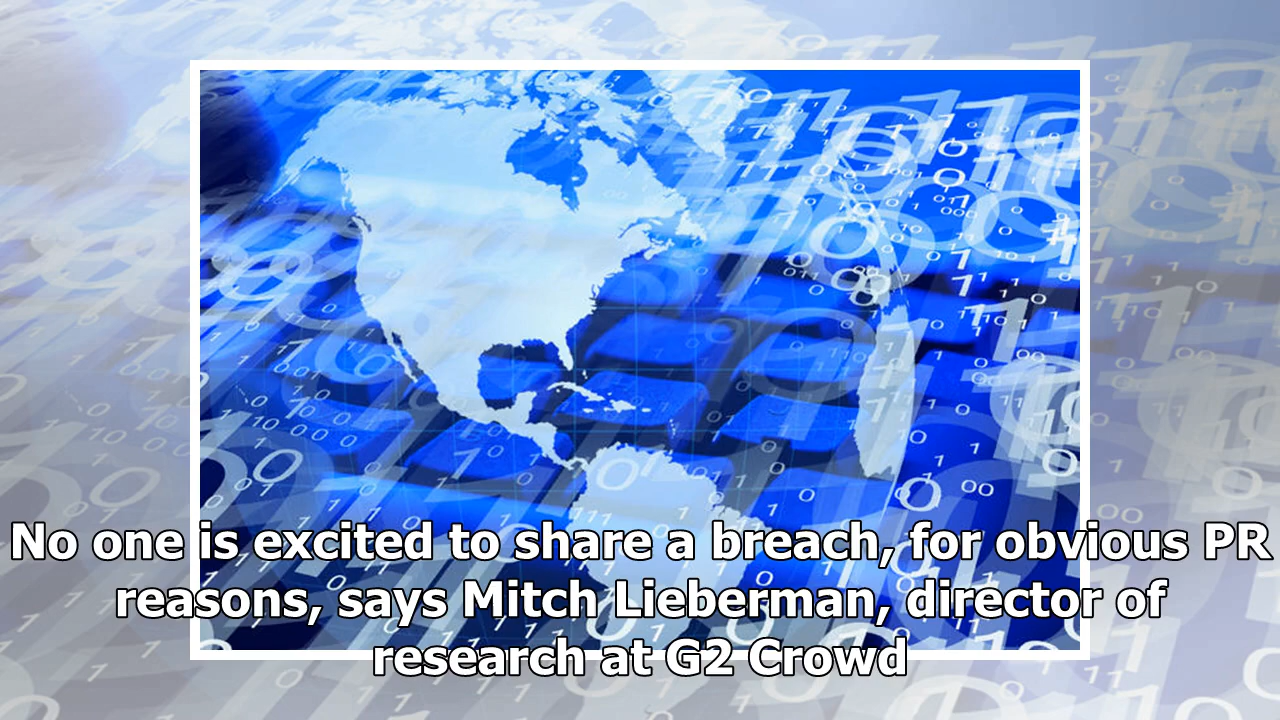 No one is excited to share a breach, for obvious PR
reasons, says Mitch Lieberman, director of
research at G2 Crowd